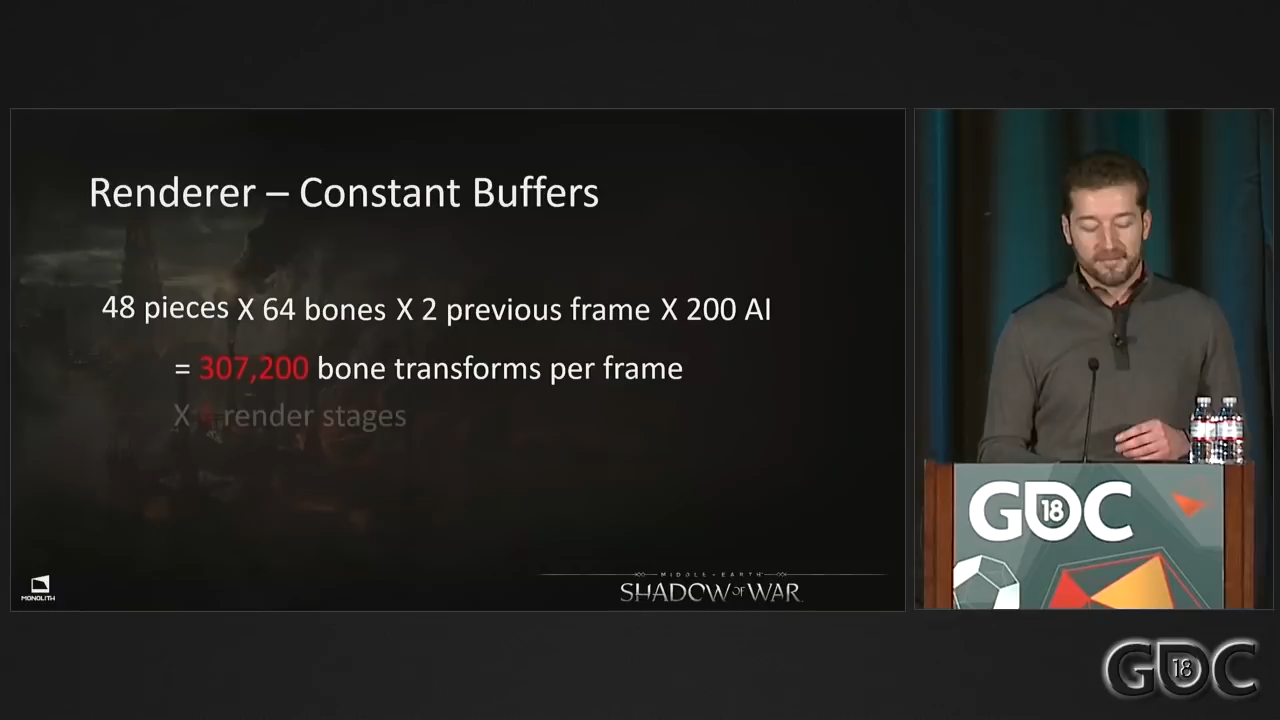 Renderer – Constant Buffers
48 pieces X 64 bones X 2 previous frame X 200 AI
= 307,200 bone transforms per frame
X render stages
MONOLITH
MIDDLE-EARTH
SHADOW OF WAR
GDC 18
GDC 18